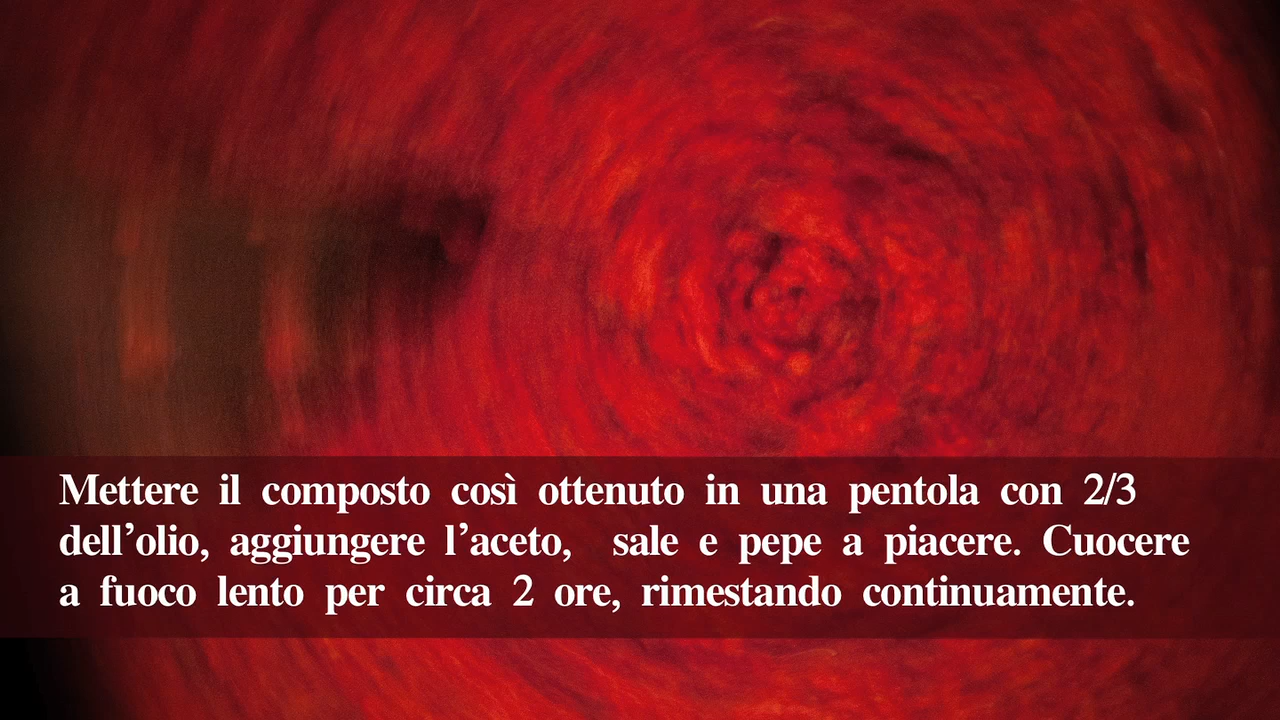 Mettere il composto così ottenuto in una pentola con 2/3
dell’olio, aggiungere l’aceto,  sale e pepe a piacere. Cuocere
a fuoco lento per circa 2 ore, rimestando continuamente.